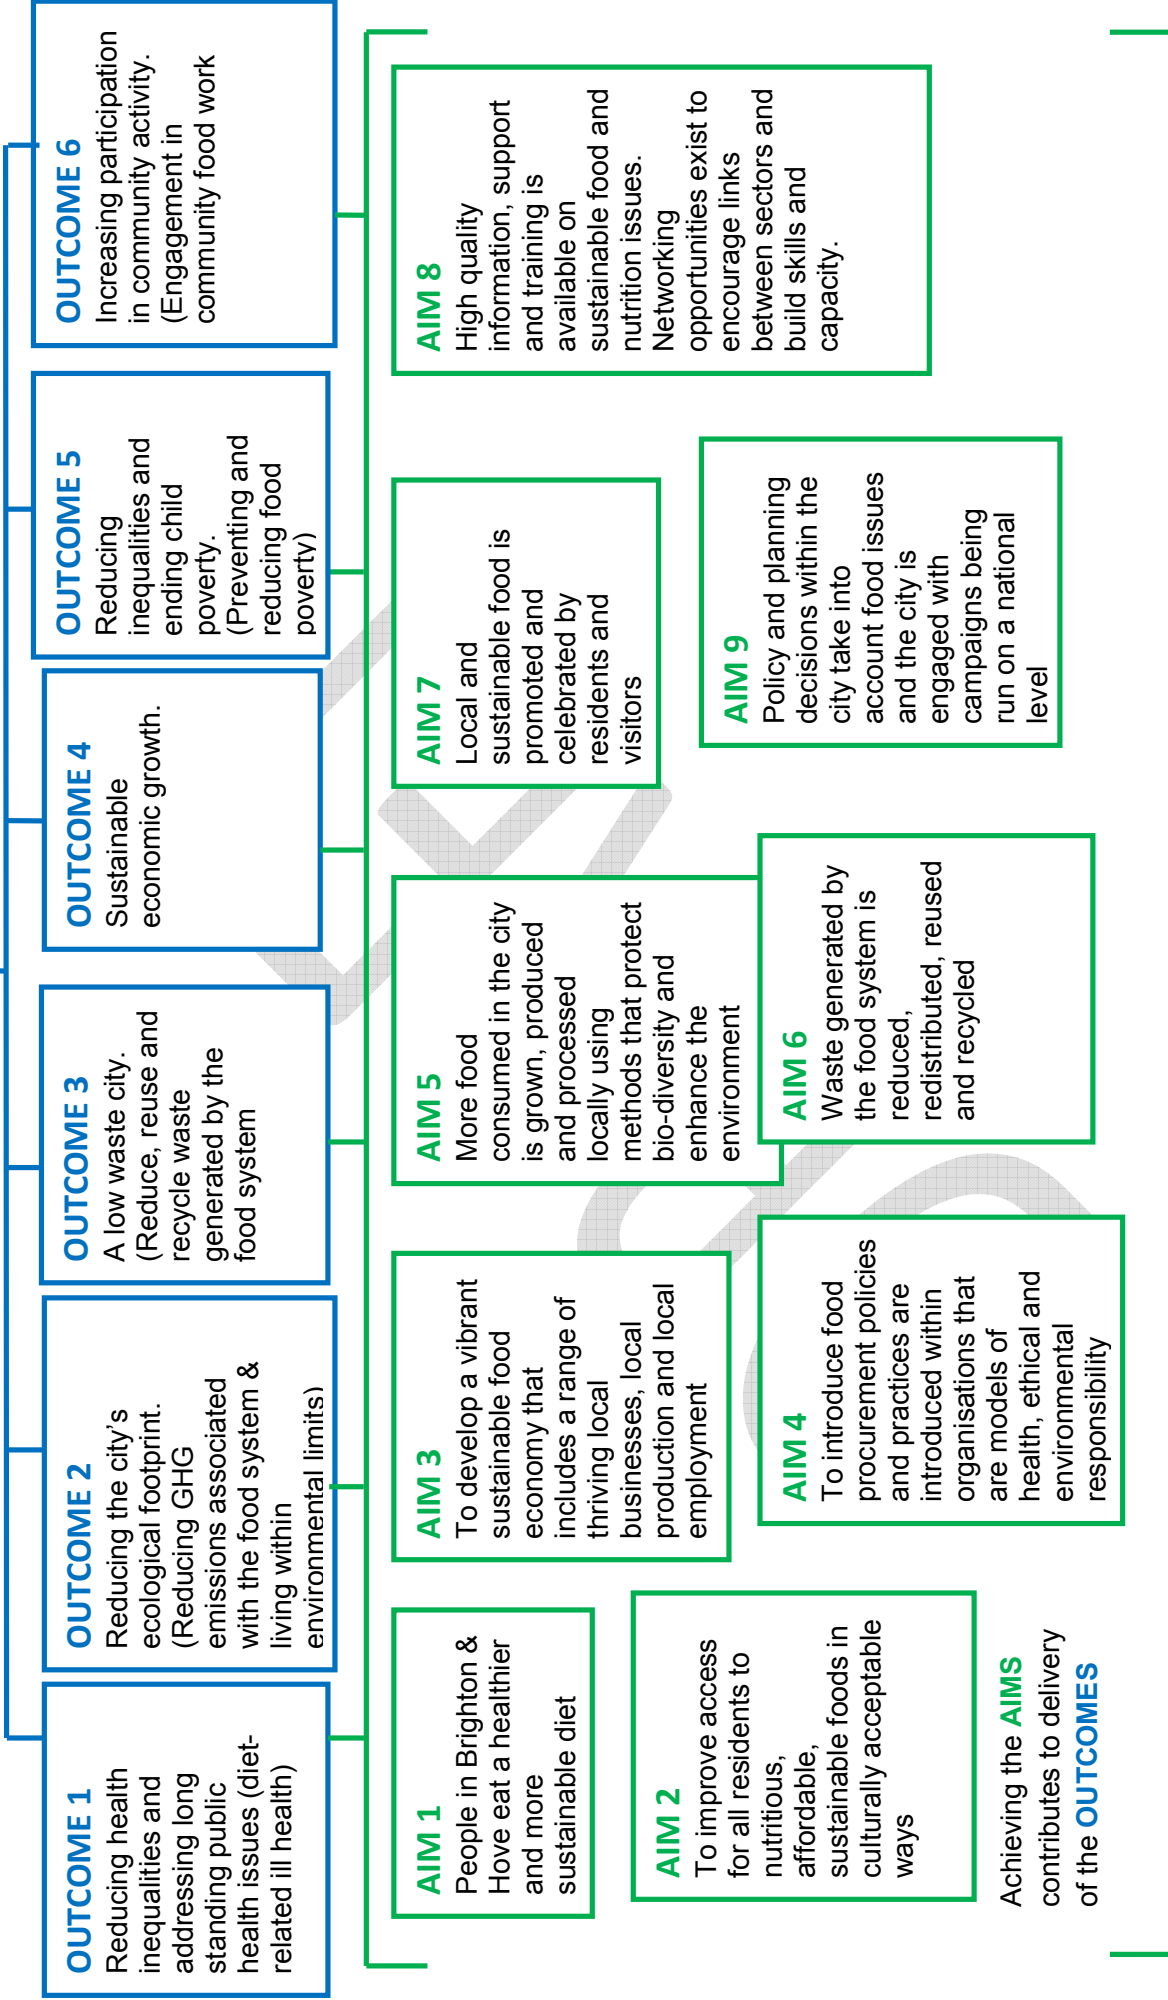 OUTCOME 1
Reducing health
inequalities and
addressing long
standing public
health issues (diet-
related ill health)
OUTCOME 2
Reducing the city’s
ecological footprint.
(Reducing GHG
emissions associated
with the food system &
living within
environmental limits)
OUTCOME 3
A low waste city.
(Reduce, reuse and
recycle waste
generated by the
food system
OUTCOME 4
Sustainable
economic growth.
OUTCOME 5
Reducing
inequalities and
ending child
poverty.
(Preventing and
reducing food
poverty)
OUTCOME 6
Increasing participation
in community activity.
(Engagement in
community food work
AIM 1
People in Brighton &
Hove eat a healthier
and more
sustainable diet
AIM 2
To improve access
for all residents to
nutritious,
affordable,
sustainable foods in
culturally acceptable
ways
AIM 3
To develop a vibrant
sustainable food
economy that
includes a range of
thriving local
businesses, local
production and local
employment
AIM 4
To introduce food
procurement policies
and practices are
introduced within
organisations that
are models of
health, ethical and
environmental
responsibility
AIM 5
More food
consumed in the city
is grown, produced
and processed
locally using
methods that protect
bio-diversity and
enhance the
environment
AIM 6
Waste generated by
the food system is
reduced,
redistributed, reused
and recycled
AIM 7
Local and
sustainable food is
promoted and
celebrated by
residents and
visitors
AIM 8
High quality
information, support
and training is
available on
sustainable food and
nutrition issues.
Networking
opportunities exist to
encourage links
between sectors and
build skills and
capacity.
AIM 9
Policy and planning
decisions within the
city take into
account food issues
and the city is
engaged with
campaigns being
run on a national
level
Achieving the AIMS
contributes to delivery
of the OUTCOMES